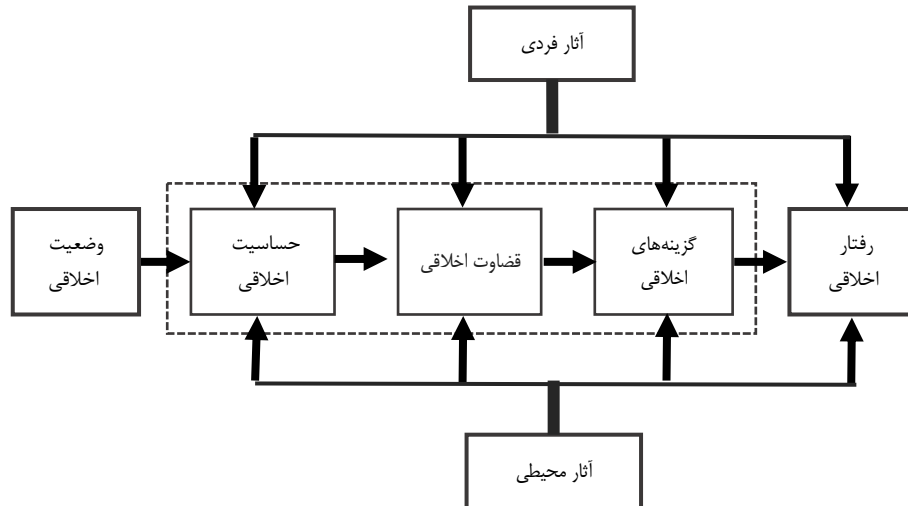 آثار فردی
وضعیت
اخلاقی
حساسیت
اخلاقی
قضاوت اخلاقی
گزینه‌های
اخلاقی
رفتار
اخلاقی
آثار محیطی